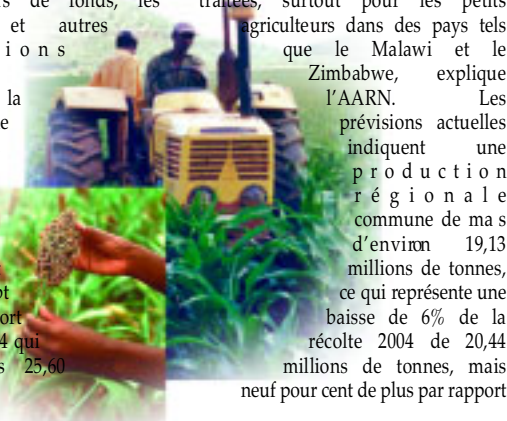 rs de fonds, les
et autres
i o n s
la
e
pt
ort
4 qui
s 25,60
traitées, surtout pour les petits
agriculteurs dans des pays tels
que le Malawi et le
Zimbabwe, explique
l'AARN. Les
prévisions actuelles
indiquent une
p r o d u c t i o n
r é g i o n a l e
commune de ma s
d'environ 19,13
millions de tonnes,
ce qui représente une
baisse de 6% de la
récolte 2004 de 20,44
millions de tonnes, mais
neuf pour cent de plus par rapport